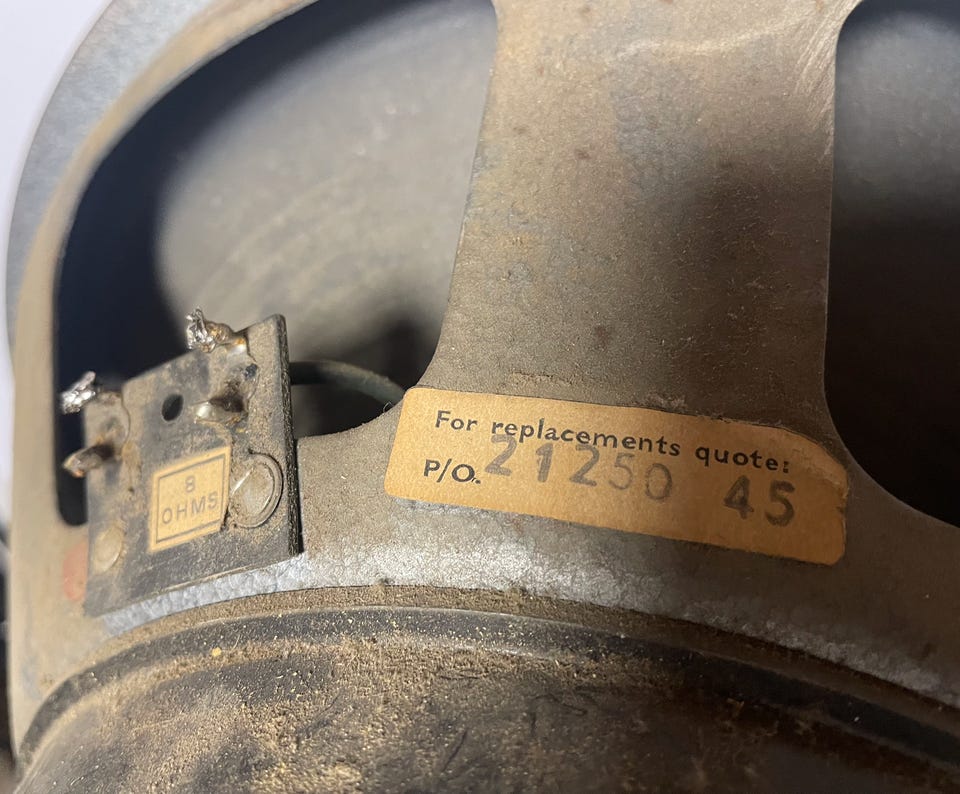 8
OHMS
For replacements quote:
P/O. 21250 45